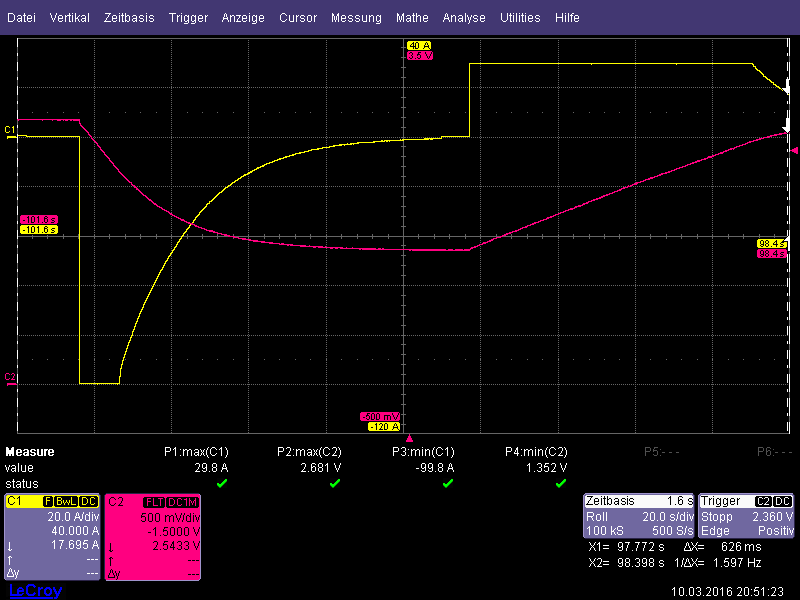 Datei Vertikal Zeitbasis Trigger Anzeige Cursor Messung Mathe Analyse Utilities Hilfe
40 A
3.5 V
C1
-101.6 s
-101.6 s
98.4 s
98.4 s
C2
-500 mV
-120 A
Measure P1:max(C1) P2:max(C2) P3:min(C1) P4:min(C2) P5:--- P6:---
value 29.8 A 2.681 V -99.8 A 1.352 V
status
C1 F BwL DC
20.0 A/div
40.000 A
↓ 17.695 A
↑ ---
Δy ---
C2 FLT DC1M
500 mV/div
-1.5000 V
↓ 2.5433 V
↑ ---
Δy ---
Zeitbasis 1.6 s
Roll 20.0 s/div
100 kS 500 S/s
Trigger C2 DC
Stopp 2.360 V
Edge Positiv
X1= 97.772 s ΔX= 626 ms
X2= 98.398 s 1/ΔX= 1.597 Hz
LeCroy
10.03.2016 20:51:23